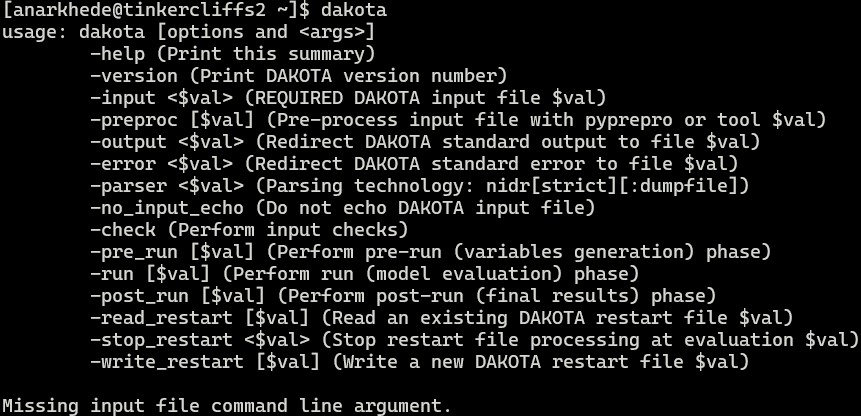 [anarkhede@tinkercliffs2 ~]$ dakota
usage: dakota [options and <args>]
        -help (Print this summary)
        -version (Print DAKOTA version number)
        -input <$val> (REQUIRED DAKOTA input file $val)
        -preproc [$val] (Pre-process input file with pyprepro or tool $val)
        -output <$val> (Redirect DAKOTA standard output to file $val)
        -error <$val> (Redirect DAKOTA standard error to file $val)
        -parser <$val> (Parsing technology: nidr[strict][:dumpfile])
        -no_input_echo (Do not echo DAKOTA input file)
        -check (Perform input checks)
        -pre_run [$val] (Perform pre-run (variables generation) phase)
        -run [$val] (Perform run (model evaluation) phase)
        -post_run [$val] (Perform post-run (final results) phase)
        -read_restart [$val] (Read an existing DAKOTA restart file $val)
        -stop_restart <$val> (Stop restart file processing at evaluation $val)
        -write_restart [$val] (Write a new DAKOTA restart file $val)

Missing input file command line argument.